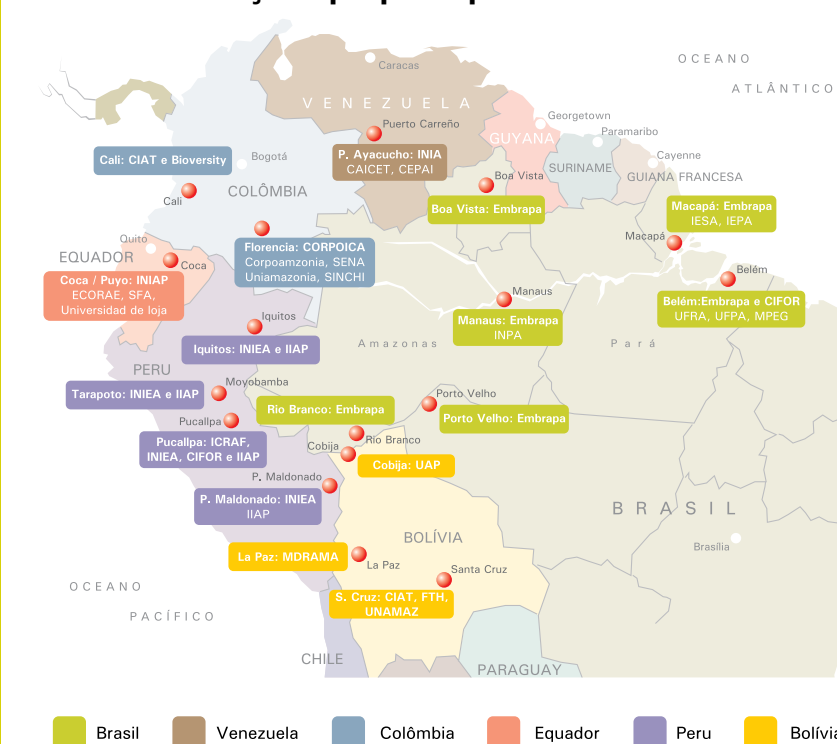 OCEANO
ATLÂNTICO
Caracas
VENEZUELA
Georgetown
Puerto Carreño
GUYANA
Paramaribo
Cali: CIAT e Bioversity
Bogotá
P. Ayacucho: INIA
CAICET, CEPAI
Cayenne
SURINAME
Boa Vista
GUIANA FRANCESA
COLÔMBIA
Cali
Boa Vista: Embrapa
Macapá: Embrapa
IESA, IEPA
Quito
Macapá
EQUADOR
Coca
Florencia: CORPOICA
Corpoamzonia, SENA
Uniamazonia, SINCHI
Belém
Coca / Puyo: INIAP
ECORAE, SFA,
Universidad de loja
Manaus
Belém:Embrapa e CIFOR
UFRA, UFPA, MPEG
Iquitos
Manaus: Embrapa
INPA
Iquitos: INIEA e IIAP
Amazonas
Pará
PERU
Moyobamba
Tarapoto: INIEA e IIAP
Porto Velho
Rio Branco: Embrapa
Porto Velho: Embrapa
Pucallpa
Pucallpa: ICRAF,
INIEA, CIFOR e IIAP
Rio Branco
Cobija
Cobija: UAP
P. Maldonado
P. Maldonado: INIEA
IIAP
BRASIL
BOLÍVIA
Brasília
La Paz: MDRAMA
La Paz
Santa Cruz
OCEANO
PACÍFICO
S. Cruz: CIAT, FTH,
UNAMAZ
CHILE
PARAGUAY
Brasil
Venezuela
Colômbia
Equador
Peru
Bolívia